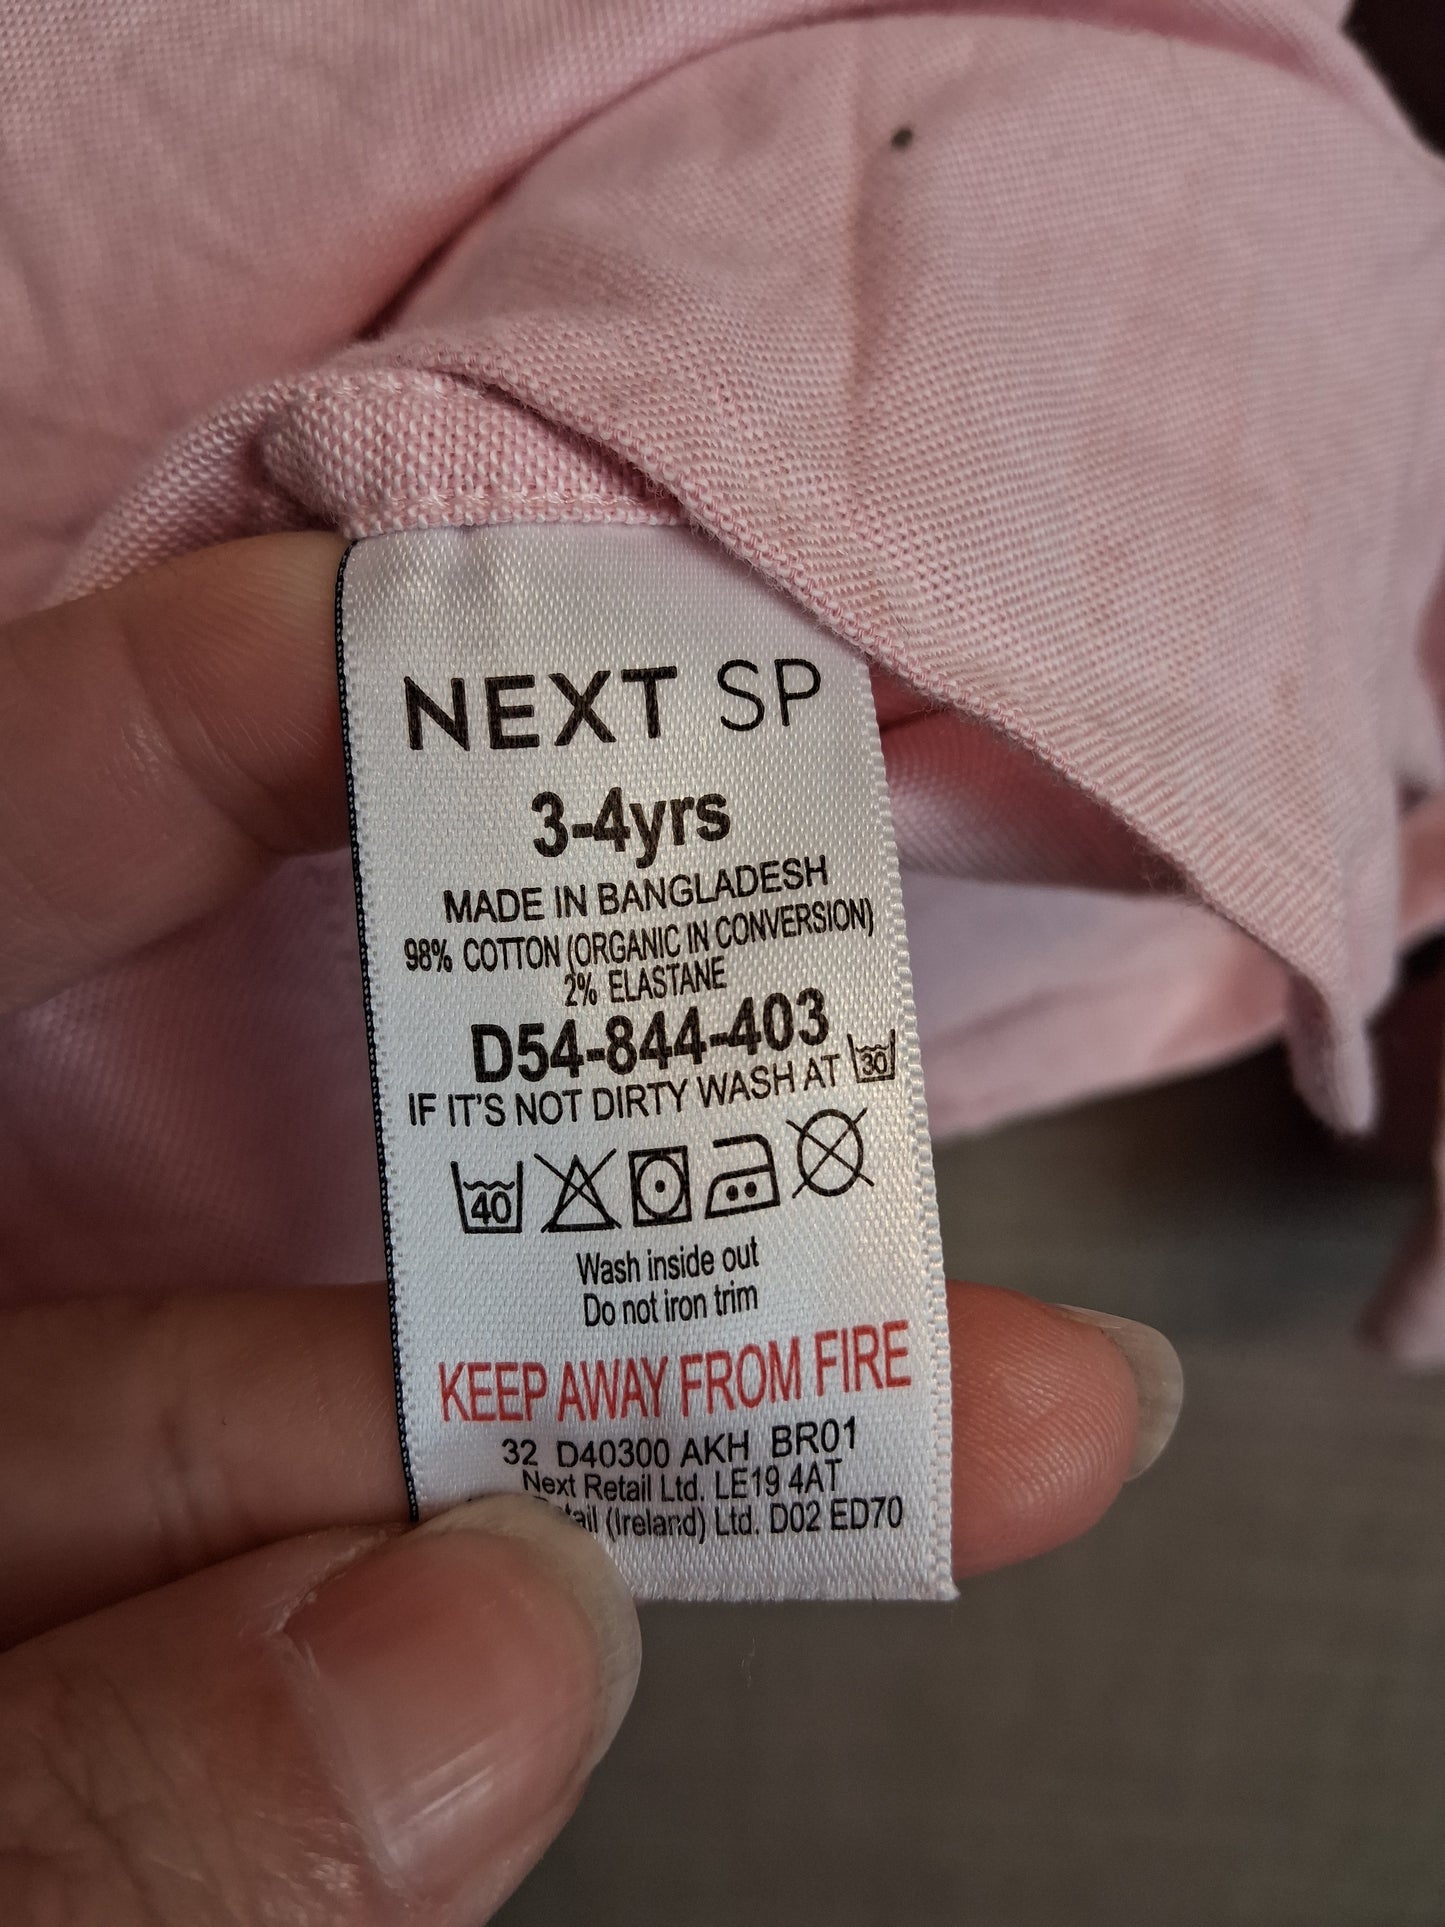 NEXT SP
3-4yrs
MADE IN BANGLADESH
98% COTTON (ORGANIC IN CONVERSION)
2% ELASTANE
D54-844-403
IF IT'S NOT DIRTY WASH AT 30
40
Wash inside out
Do not iron trim
KEEP AWAY FROM FIRE
32 D40300 AKH BR01
Next Retail Ltd. LE19 4AT
(Ireland) Ltd. D02 ED70